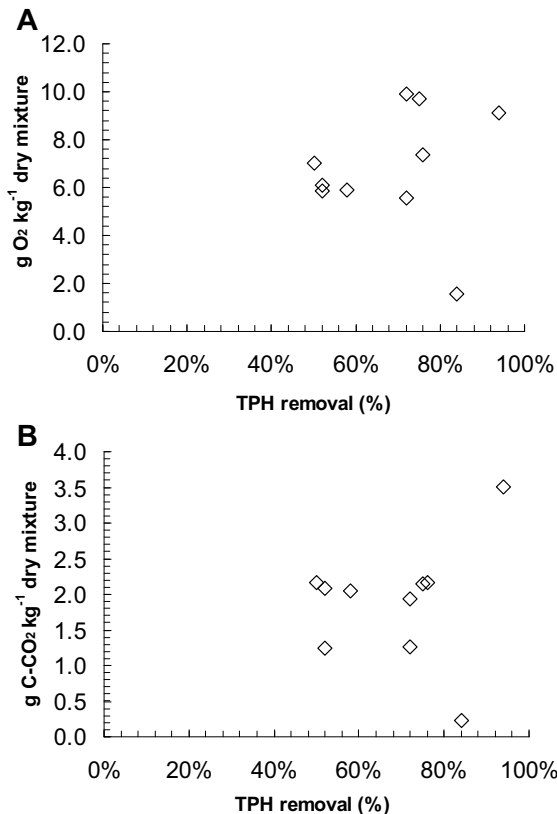 A
12.0
10.0
8.0
6.0
4.0
2.0
0.0
g O₂ kg⁻¹ dry mixture
0% 20% 40% 60% 80% 100%
TPH removal (%)
B
4.0
3.5
3.0
2.5
2.0
1.5
1.0
0.5
0.0
g C-CO₂ kg⁻¹ dry mixture
0% 20% 40% 60% 80% 100%
TPH removal (%)